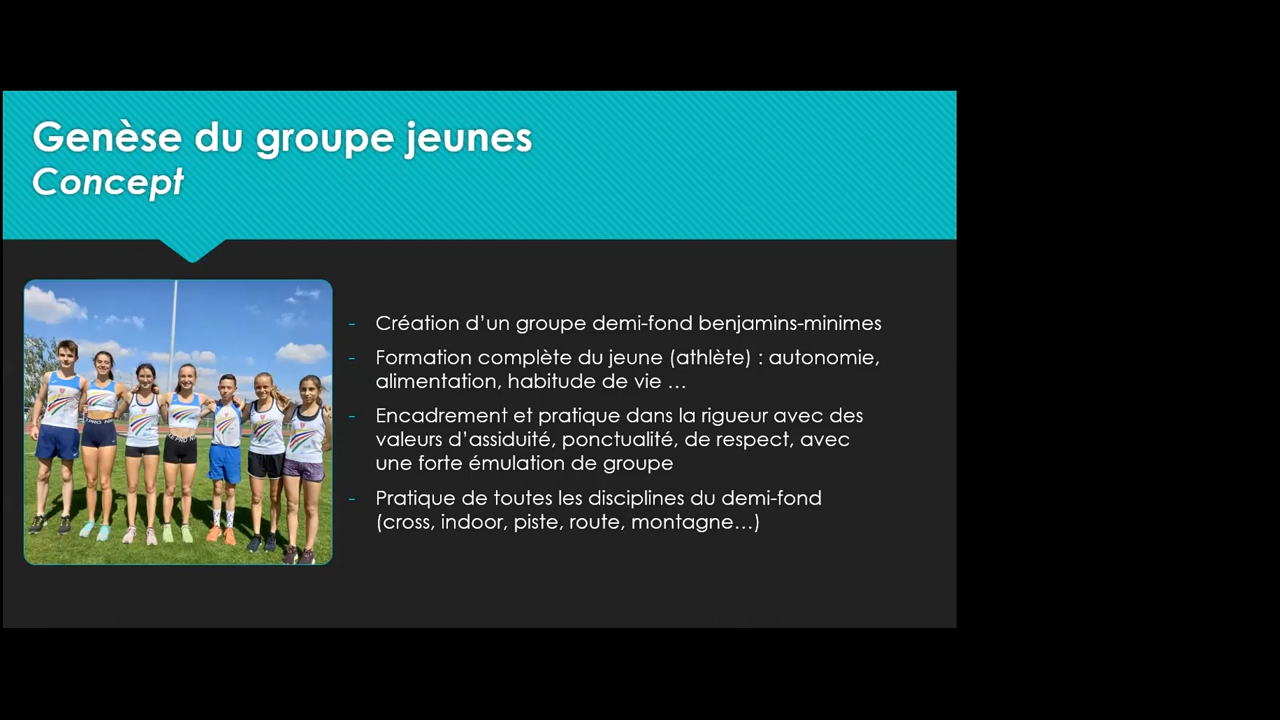 Genèse du groupe jeunes
Concept
- Création d'un groupe demi-fond benjamins-minimes
- Formation complète du jeune (athlète) : autonomie,
alimentation, habitude de vie …
- Encadrement et pratique dans la rigueur avec des
valeurs d'assiduité, ponctualité, de respect, avec
une forte émulation de groupe
- Pratique de toutes les disciplines du demi-fond
(cross, indoor, piste, route, montagne…)